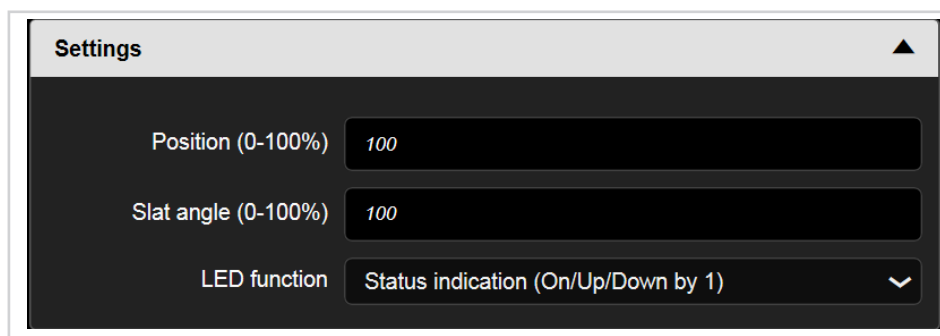 Settings
Position (0-100%) 100
Slat angle (0-100%) 100
LED function Status indication (On/Up/Down by 1)